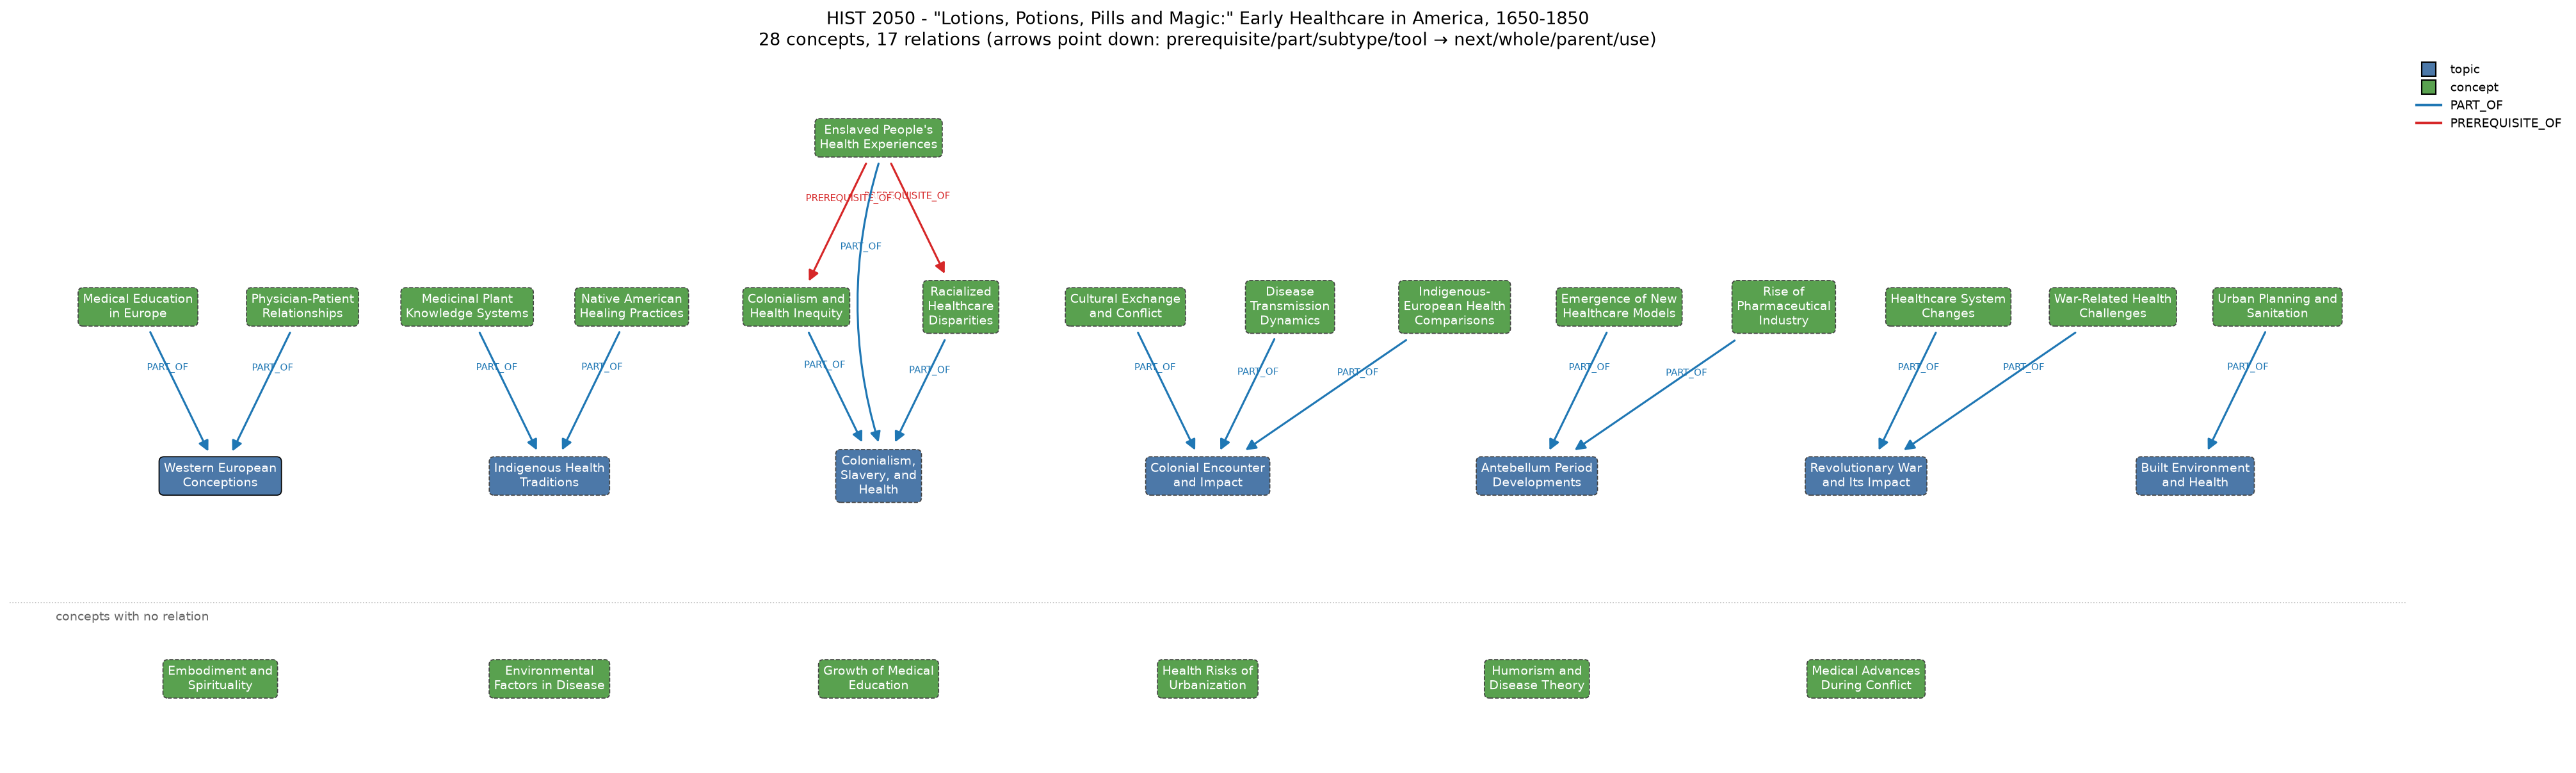 HIST 2050 - "Lotions, Potions, Pills and Magic:" Early Healthcare in America, 1650-1850
28 concepts, 17 relations (arrows point down: prerequisite/part/subtype/tool → next/whole/parent/use)
topic
concept
PART_OF
PREREQUISITE_OF
Enslaved People's
Health Experiences
PREREQUISITE_OF
PREREQUISITE_OF
PART_OF
Medical Education
in Europe
Physician-Patient
Relationships
Medicinal Plant
Knowledge Systems
Native American
Healing Practices
Colonialism and
Health Inequity
Racialized
Healthcare
Disparities
Cultural Exchange
and Conflict
Disease
Transmission
Dynamics
Indigenous-
European Health
Comparisons
Emergence of New
Healthcare Models
Rise of
Pharmaceutical
Industry
Healthcare System
Changes
War-Related Health
Challenges
Urban Planning and
Sanitation
PART_OF
PART_OF
PART_OF
PART_OF
PART_OF
PART_OF
PART_OF
PART_OF
PART_OF
PART_OF
PART_OF
PART_OF
PART_OF
PART_OF
Western European
Conceptions
Indigenous Health
Traditions
Colonialism,
Slavery, and
Health
Colonial Encounter
and Impact
Antebellum Period
Developments
Revolutionary War
and Its Impact
Built Environment
and Health
concepts with no relation
Embodiment and
Spirituality
Environmental
Factors in Disease
Growth of Medical
Education
Health Risks of
Urbanization
Humorism and
Disease Theory
Medical Advances
During Conflict